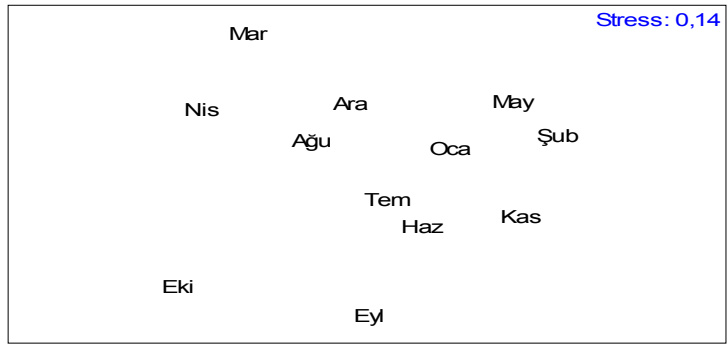 Stress: 0,14
Mar
May
Ara
Nis
Şub
Ağu
Oca
Tem
Kas
Haz
Eki
Eyl